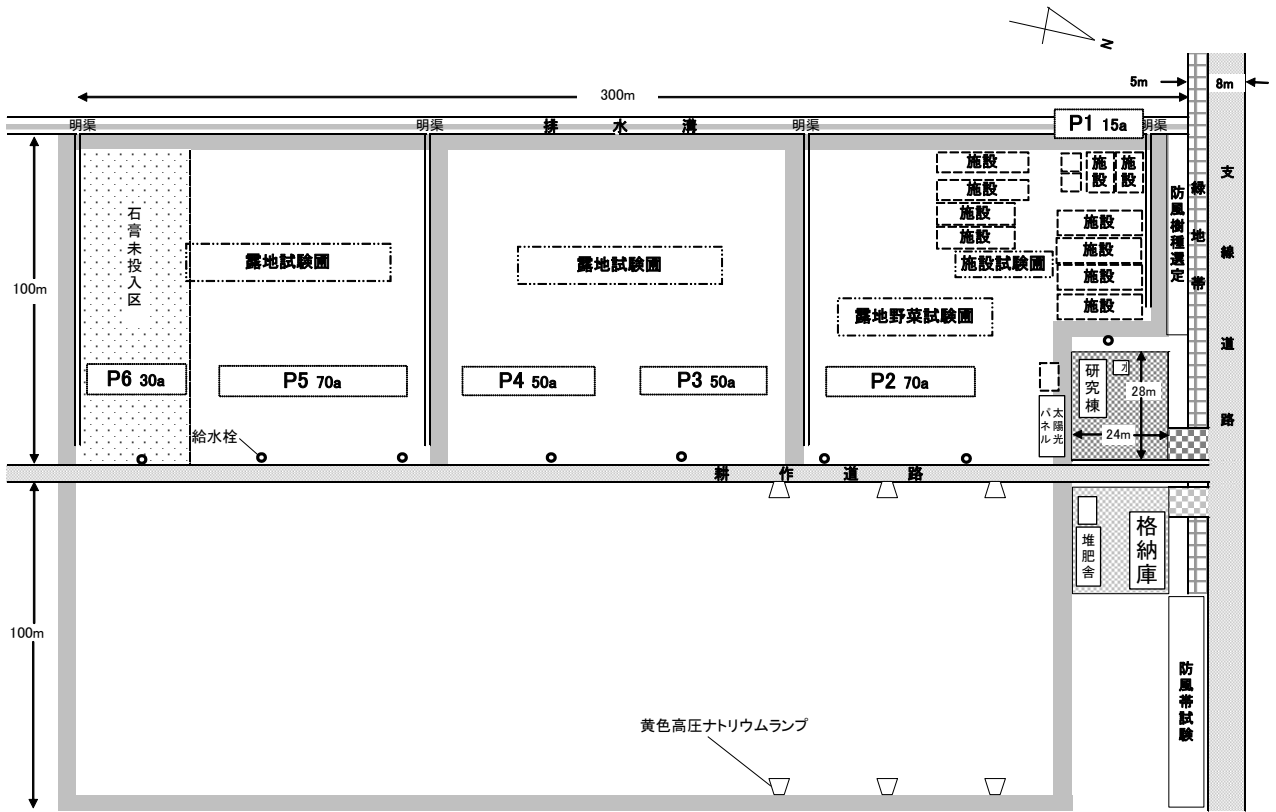 N
5m
8m
300m
明渠
明渠
排水溝
明渠
P1 15a
明渠
施設
施設
施設
施設
施設
施設
施設
施設
施設
施設
施設試験圃
露地試験圃
露地試験圃
露地野菜試験圃
石膏未投入区
防風樹種選定
緑地帯
支線道路
100m
P6 30a
P5 70a
P4 50a
P3 50a
P2 70a
太陽光
パネル
研究棟
28m
24m
給水栓
耕作道路
堆肥舎
格納庫
100m
防風帯試験
黄色高圧ナトリウムランプ